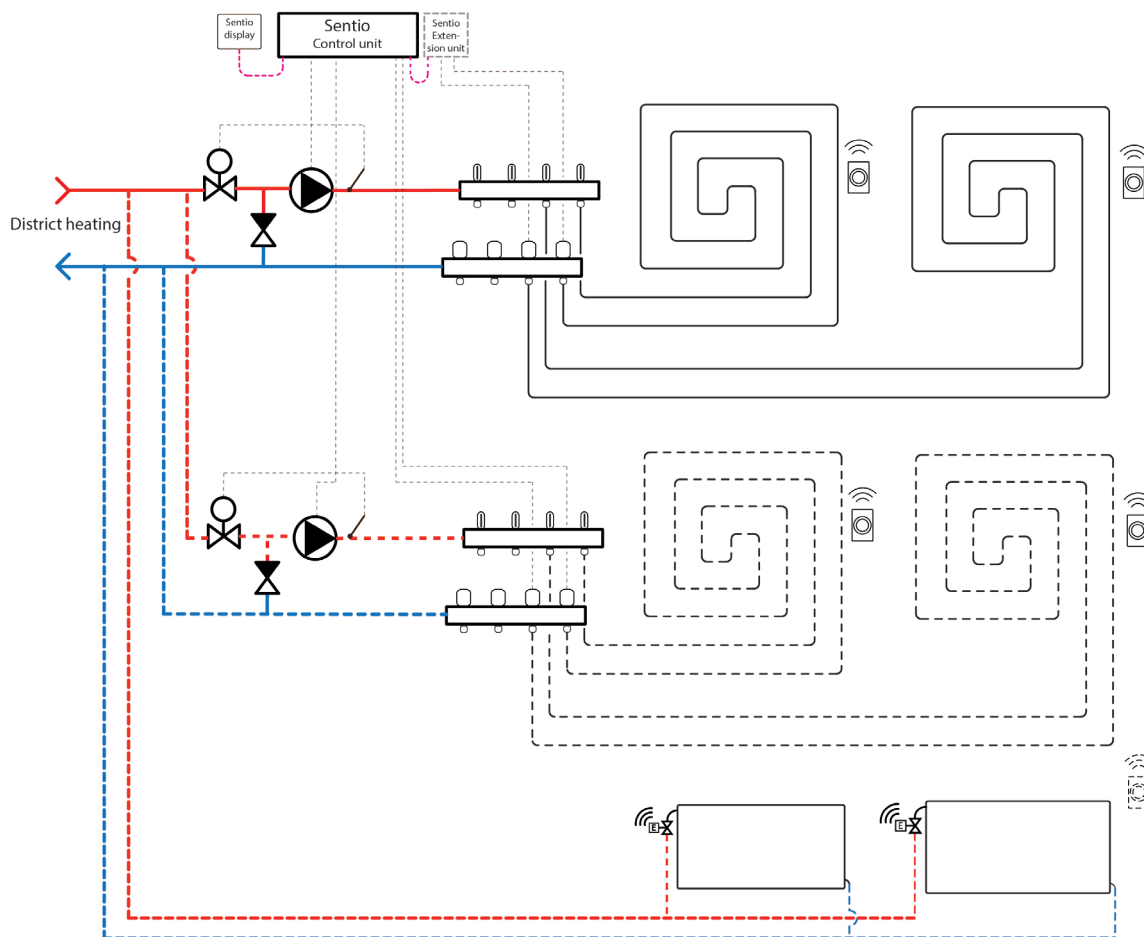 Sentio
display
Sentio
Control unit
Sentio
Exten-
sion unit
District heating
E
E